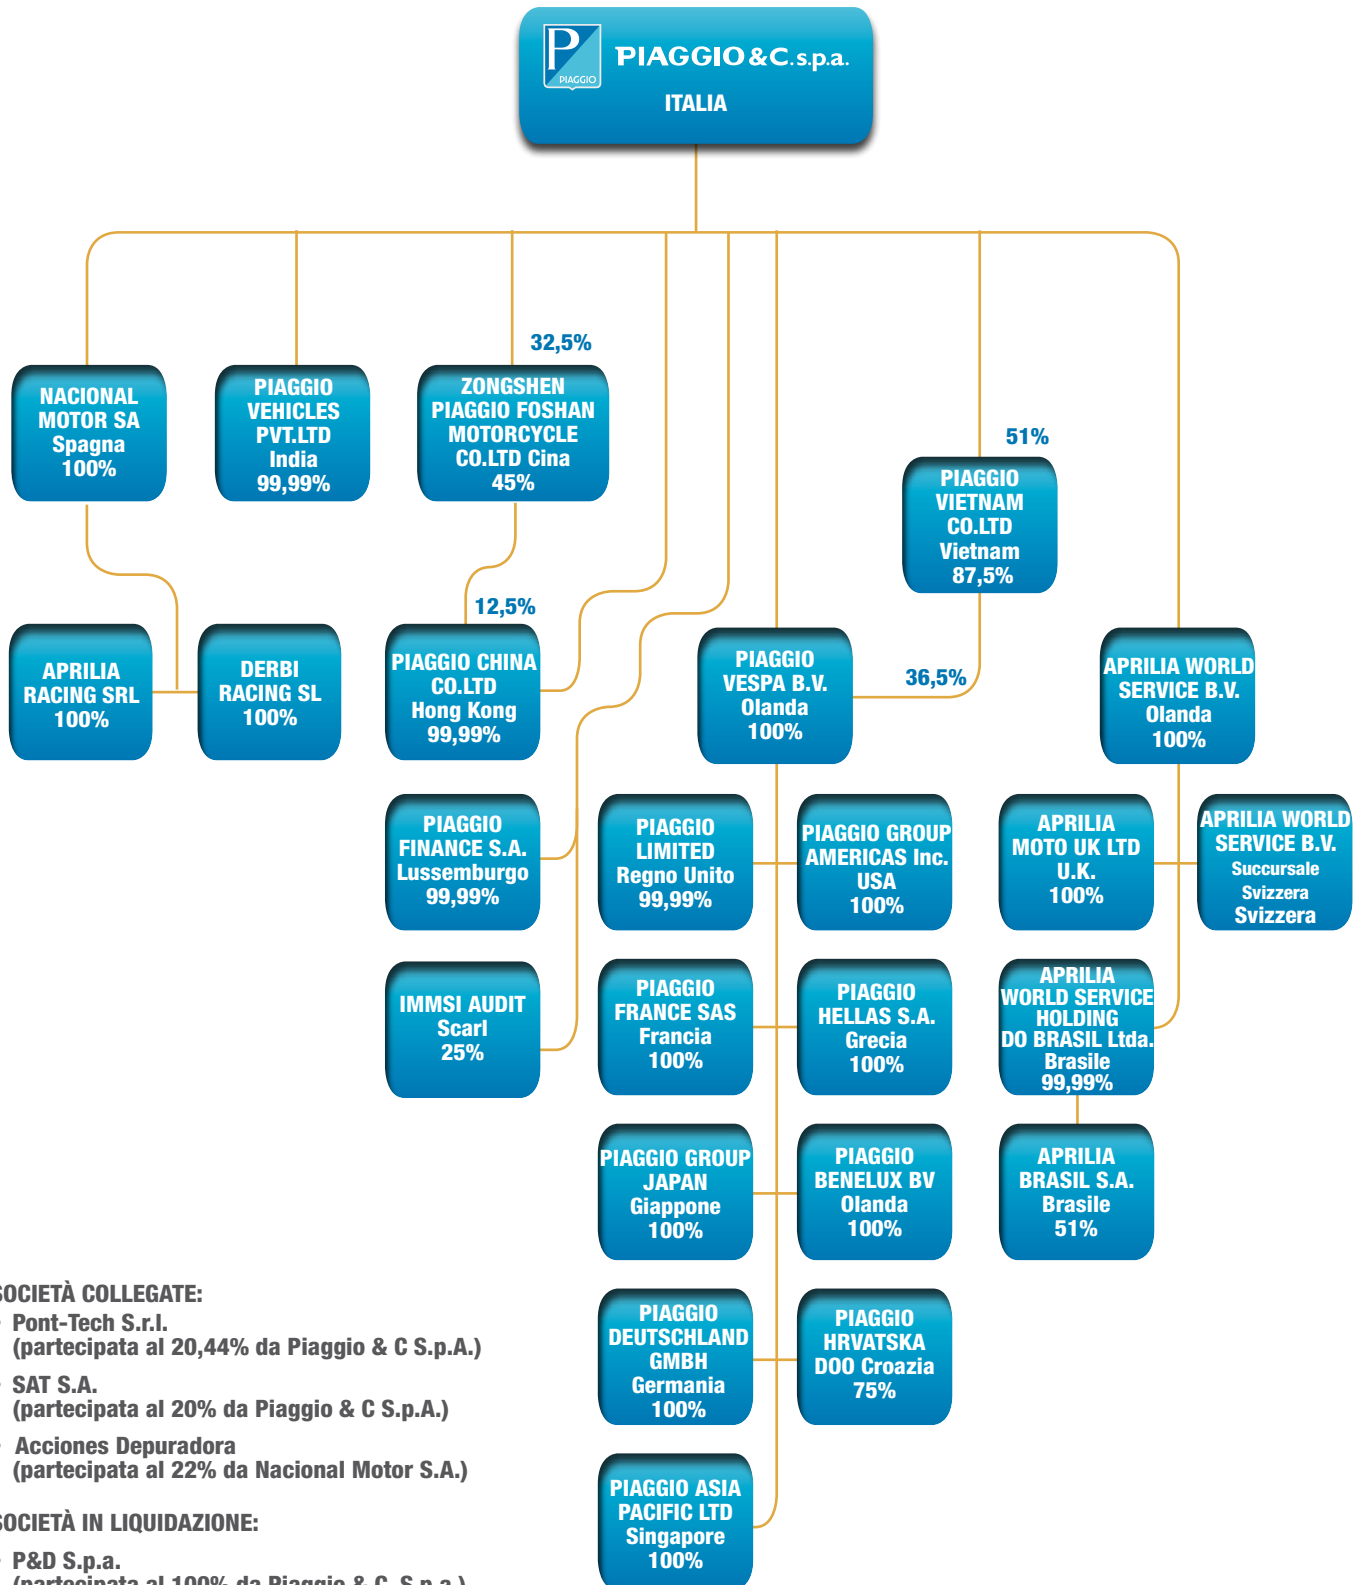 P
PIAGGIO
PIAGGIO & C. s.p.a.
ITALIA
32,5%
NACIONAL
MOTOR SA
Spagna
100%
PIAGGIO
VEHICLES
PVT.LTD
India
99,99%
ZONGSHEN
PIAGGIO FOSHAN
MOTORCYCLE
CO.LTD Cina
45%
51%
PIAGGIO
VIETNAM
CO.LTD
Vietnam
87,5%
12,5%
36,5%
APRILIA
RACING SRL
100%
DERBI
RACING SL
100%
PIAGGIO CHINA
CO.LTD
Hong Kong
99,99%
PIAGGIO
VESPA B.V.
Olanda
100%
APRILIA WORLD
SERVICE B.V.
Olanda
100%
PIAGGIO
FINANCE S.A.
Lussemburgo
99,99%
PIAGGIO
LIMITED
Regno Unito
99,99%
PIAGGIO GROUP
AMERICAS Inc.
USA
100%
APRILIA
MOTO UK LTD
U.K.
100%
APRILIA WORLD
SERVICE B.V.
Succursale
Svizzera
Svizzera
IMMSI AUDIT
Scarl
25%
PIAGGIO
FRANCE SAS
Francia
100%
PIAGGIO
HELLAS S.A.
Grecia
100%
APRILIA
WORLD SERVICE
HOLDING
DO BRASIL Ltda.
Brasile
99,99%
PIAGGIO GROUP
JAPAN
Giappone
100%
PIAGGIO
BENELUX BV
Olanda
100%
APRILIA
BRASIL S.A.
Brasile
51%
PIAGGIO
DEUTSCHLAND
GMBH
Germania
100%
PIAGGIO
HRVATSKA
DOO Croazia
75%
PIAGGIO ASIA
PACIFIC LTD
Singapore
100%
SOCIETÀ COLLEGATE:
Pont-Tech S.r.l.
(partecipata al 20,44% da Piaggio & C S.p.A.)
SAT S.A.
(partecipata al 20% da Piaggio & C S.p.A.)
Acciones Depuradora
(partecipata al 22% da Nacional Motor S.A.)
SOCIETÀ IN LIQUIDAZIONE:
P&D S.p.a.
(partecipata al 100% da Piaggio & C. S.p.a.)